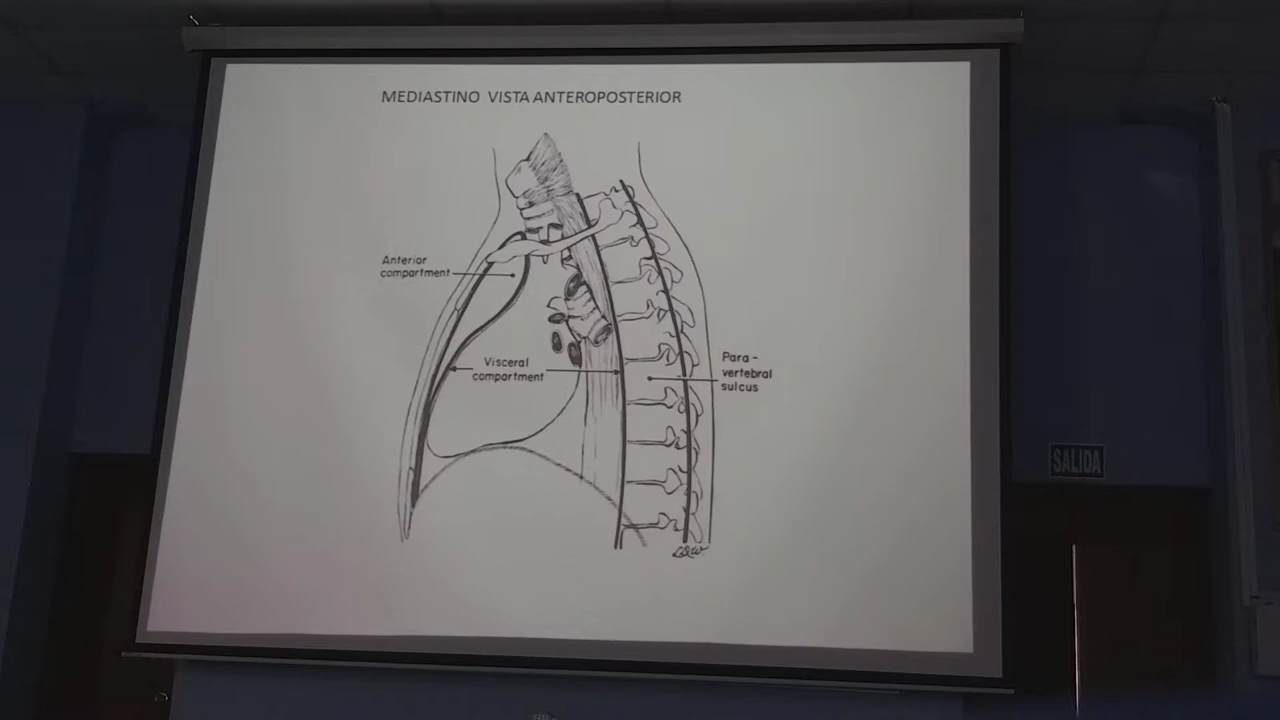 MEDIASTINO VISTA ANTEROPOSTERIOR
Anterior
compartment
Visceral
compartment
Para-
vertebral
sulcus
SALIDA